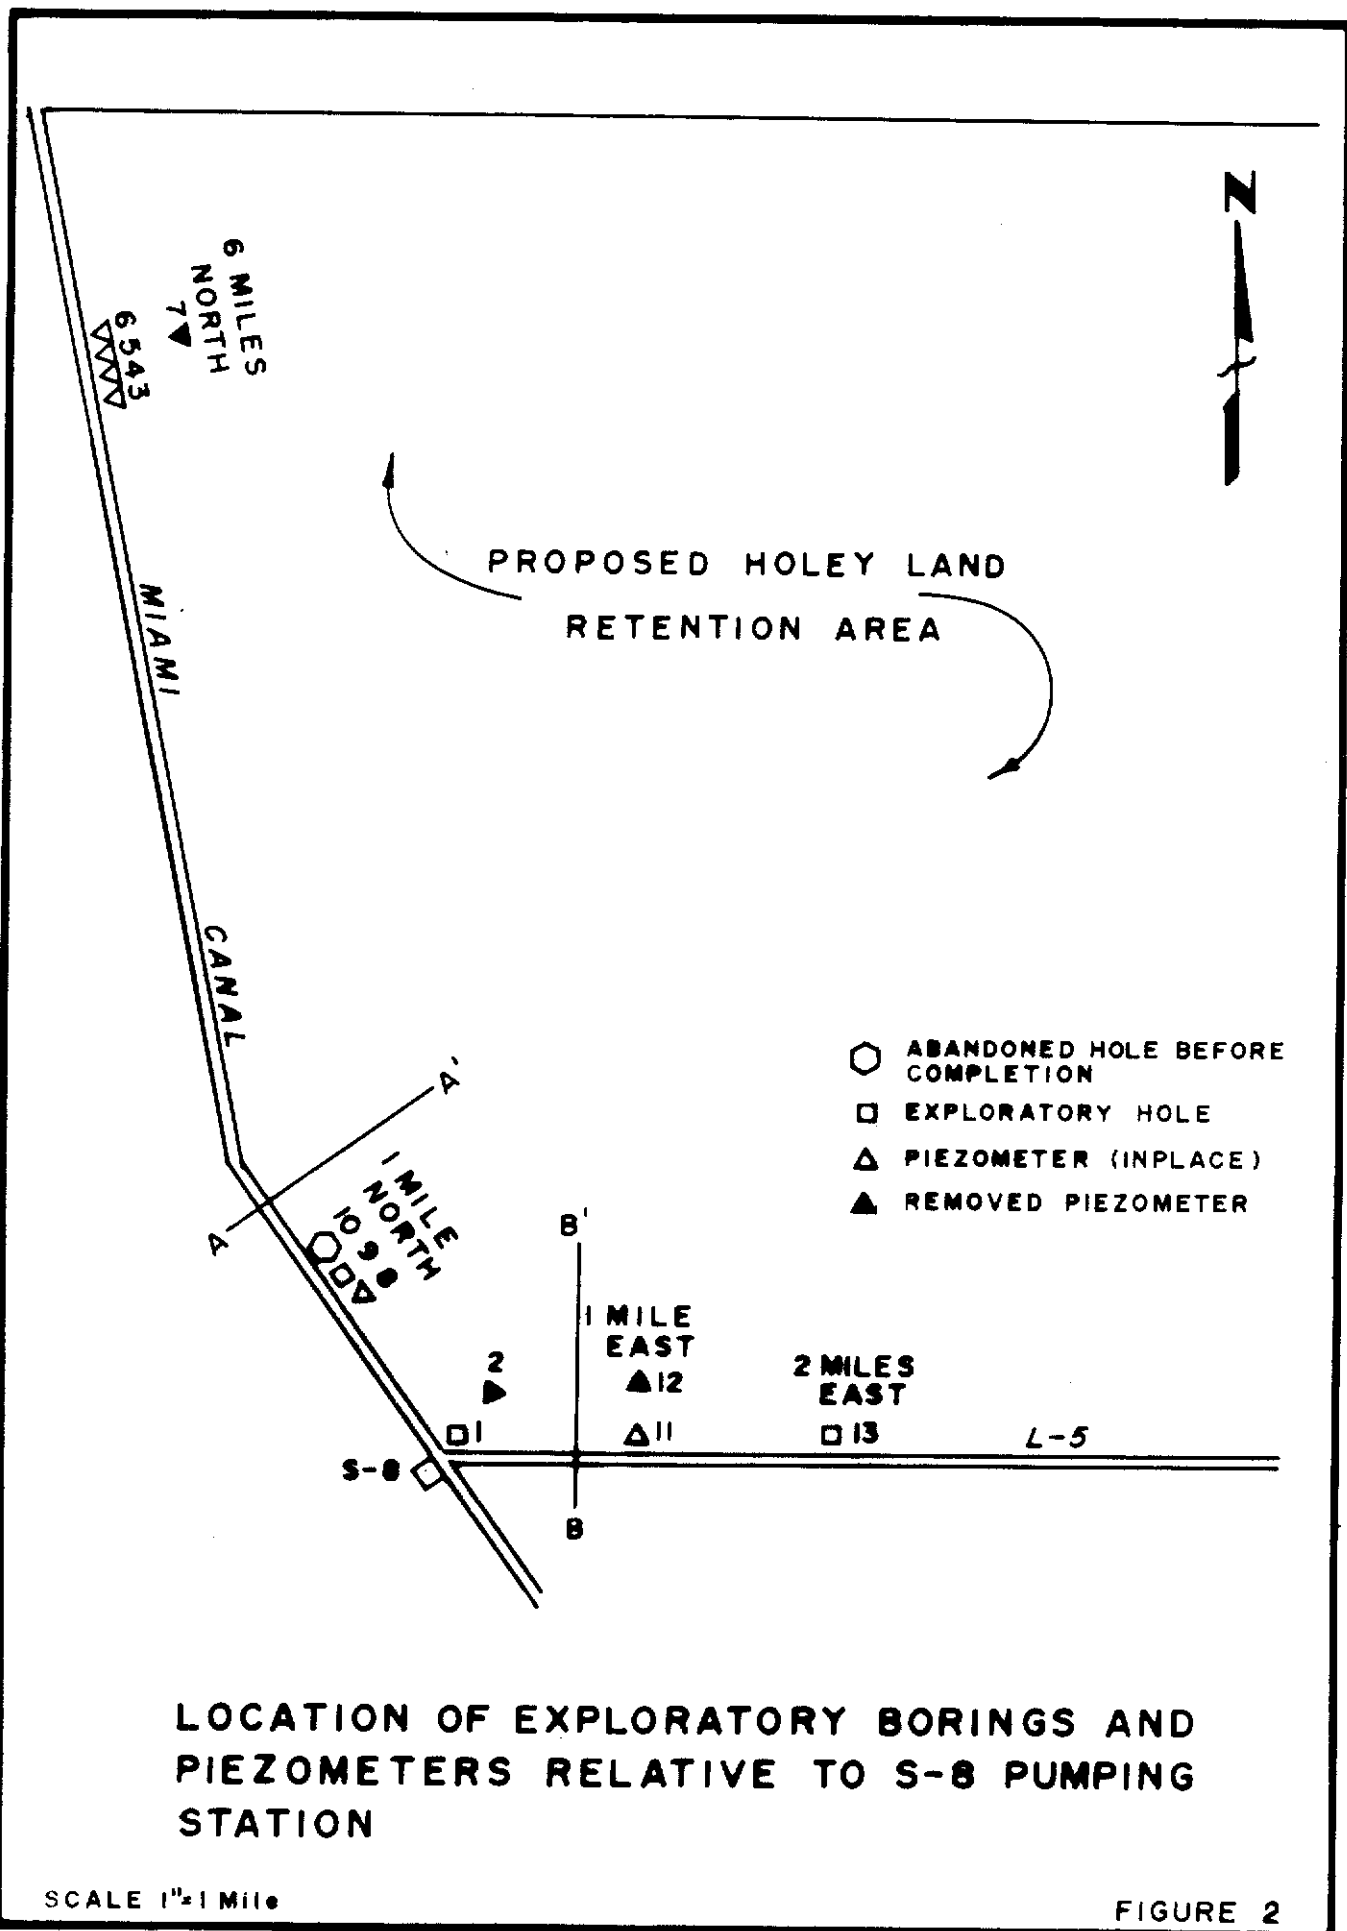 N
6 MILES
NORTH
7
6 5 4 3
PROPOSED HOLEY LAND
RETENTION AREA
MIAMI
CANAL
ABANDONED HOLE BEFORE
COMPLETION
EXPLORATORY HOLE
PIEZOMETER (INPLACE)
REMOVED PIEZOMETER
A'
A
1 MILE
NORTH
10 9 8
B'
1 MILE
EAST
12
11
2 MILES
EAST
13
L-5
2
1
S-8
B
LOCATION OF EXPLORATORY BORINGS AND
PIEZOMETERS RELATIVE TO S-8 PUMPING
STATION
SCALE 1"=1 Mile
FIGURE 2